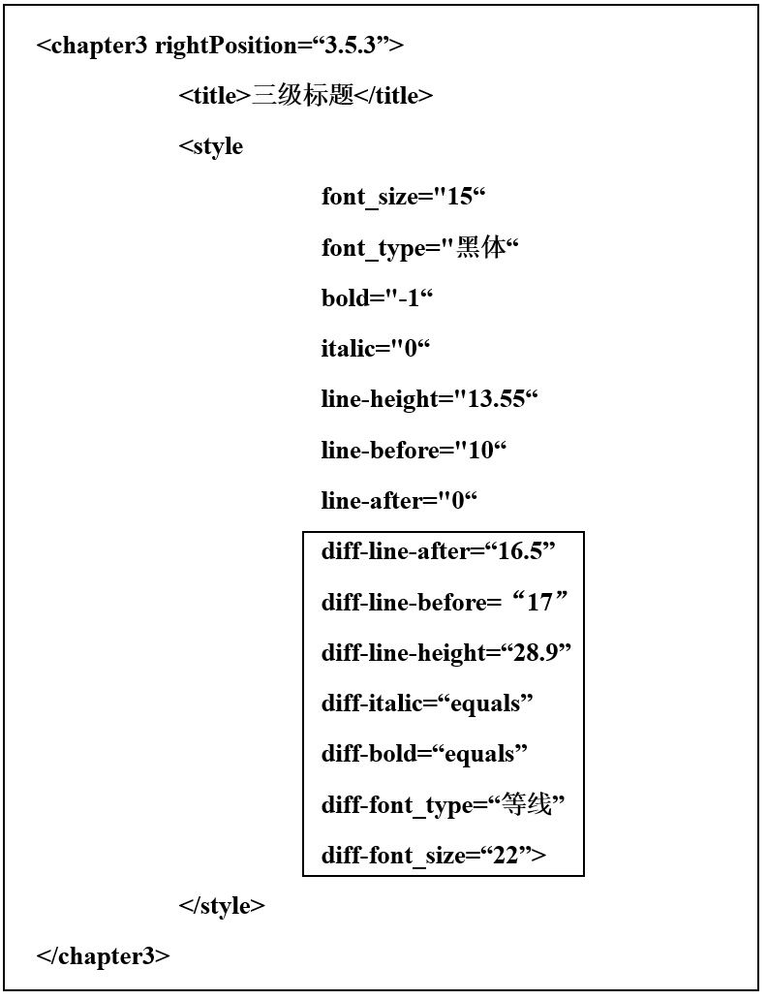 <chapter3 rightPosition=“3.5.3”>
<title>三级标题</title>
<style
font_size="15“
font_type="黑体“
bold="-1“
italic="0“
line-height="13.55“
line-before="10“
line-after="0“
diff-line-after=“16.5”
diff-line-before=“17”
diff-line-height=“28.9”
diff-italic=“equals”
diff-bold=“equals”
diff-font_type=“等线”
diff-font_size=“22”>
</style>
</chapter3>